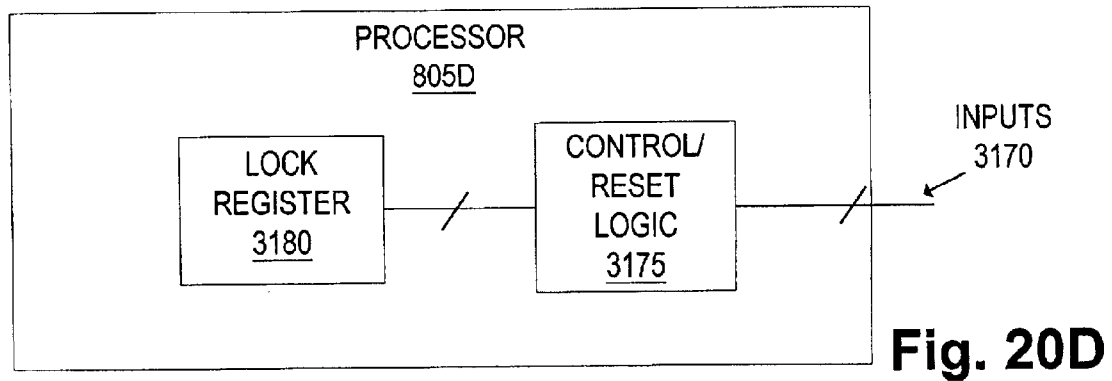 PROCESSOR
805D
LOCK
REGISTER
3180
CONTROL/
RESET
LOGIC
3175
INPUTS
3170
Fig. 20D